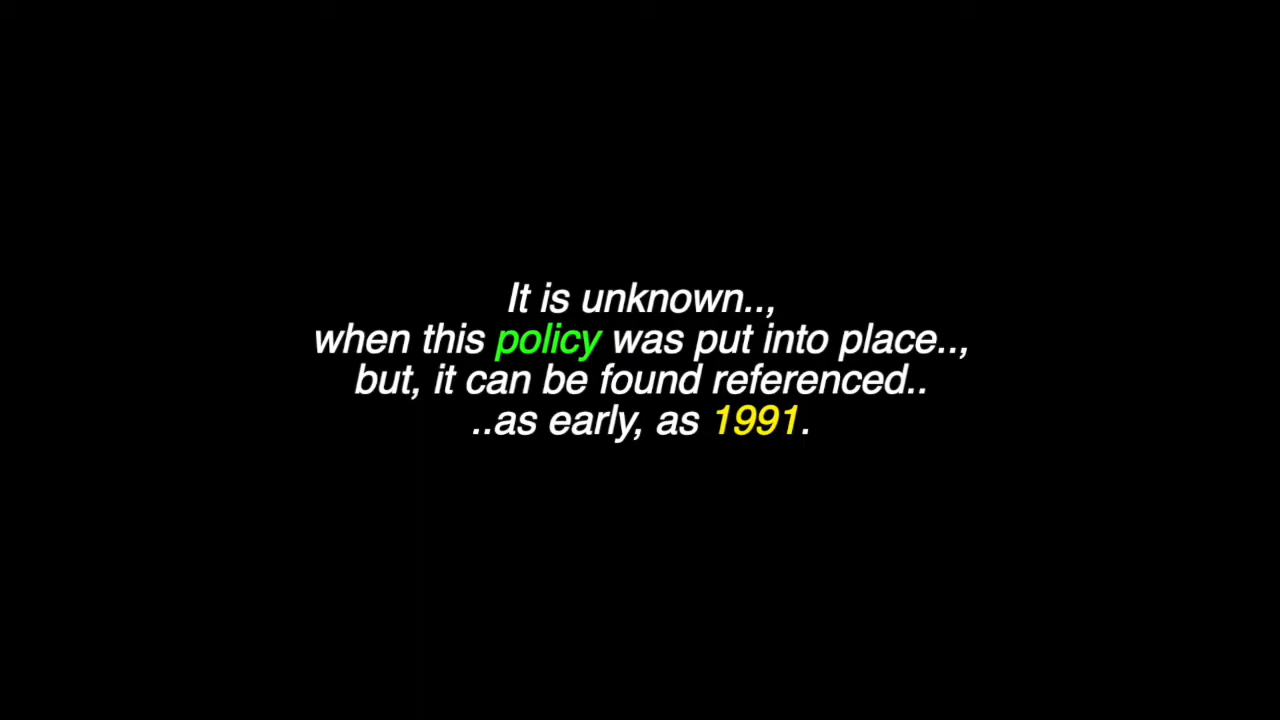 It is unknown..,
when this policy was put into place..,
but, it can be found referenced..
..as early, as 1991.